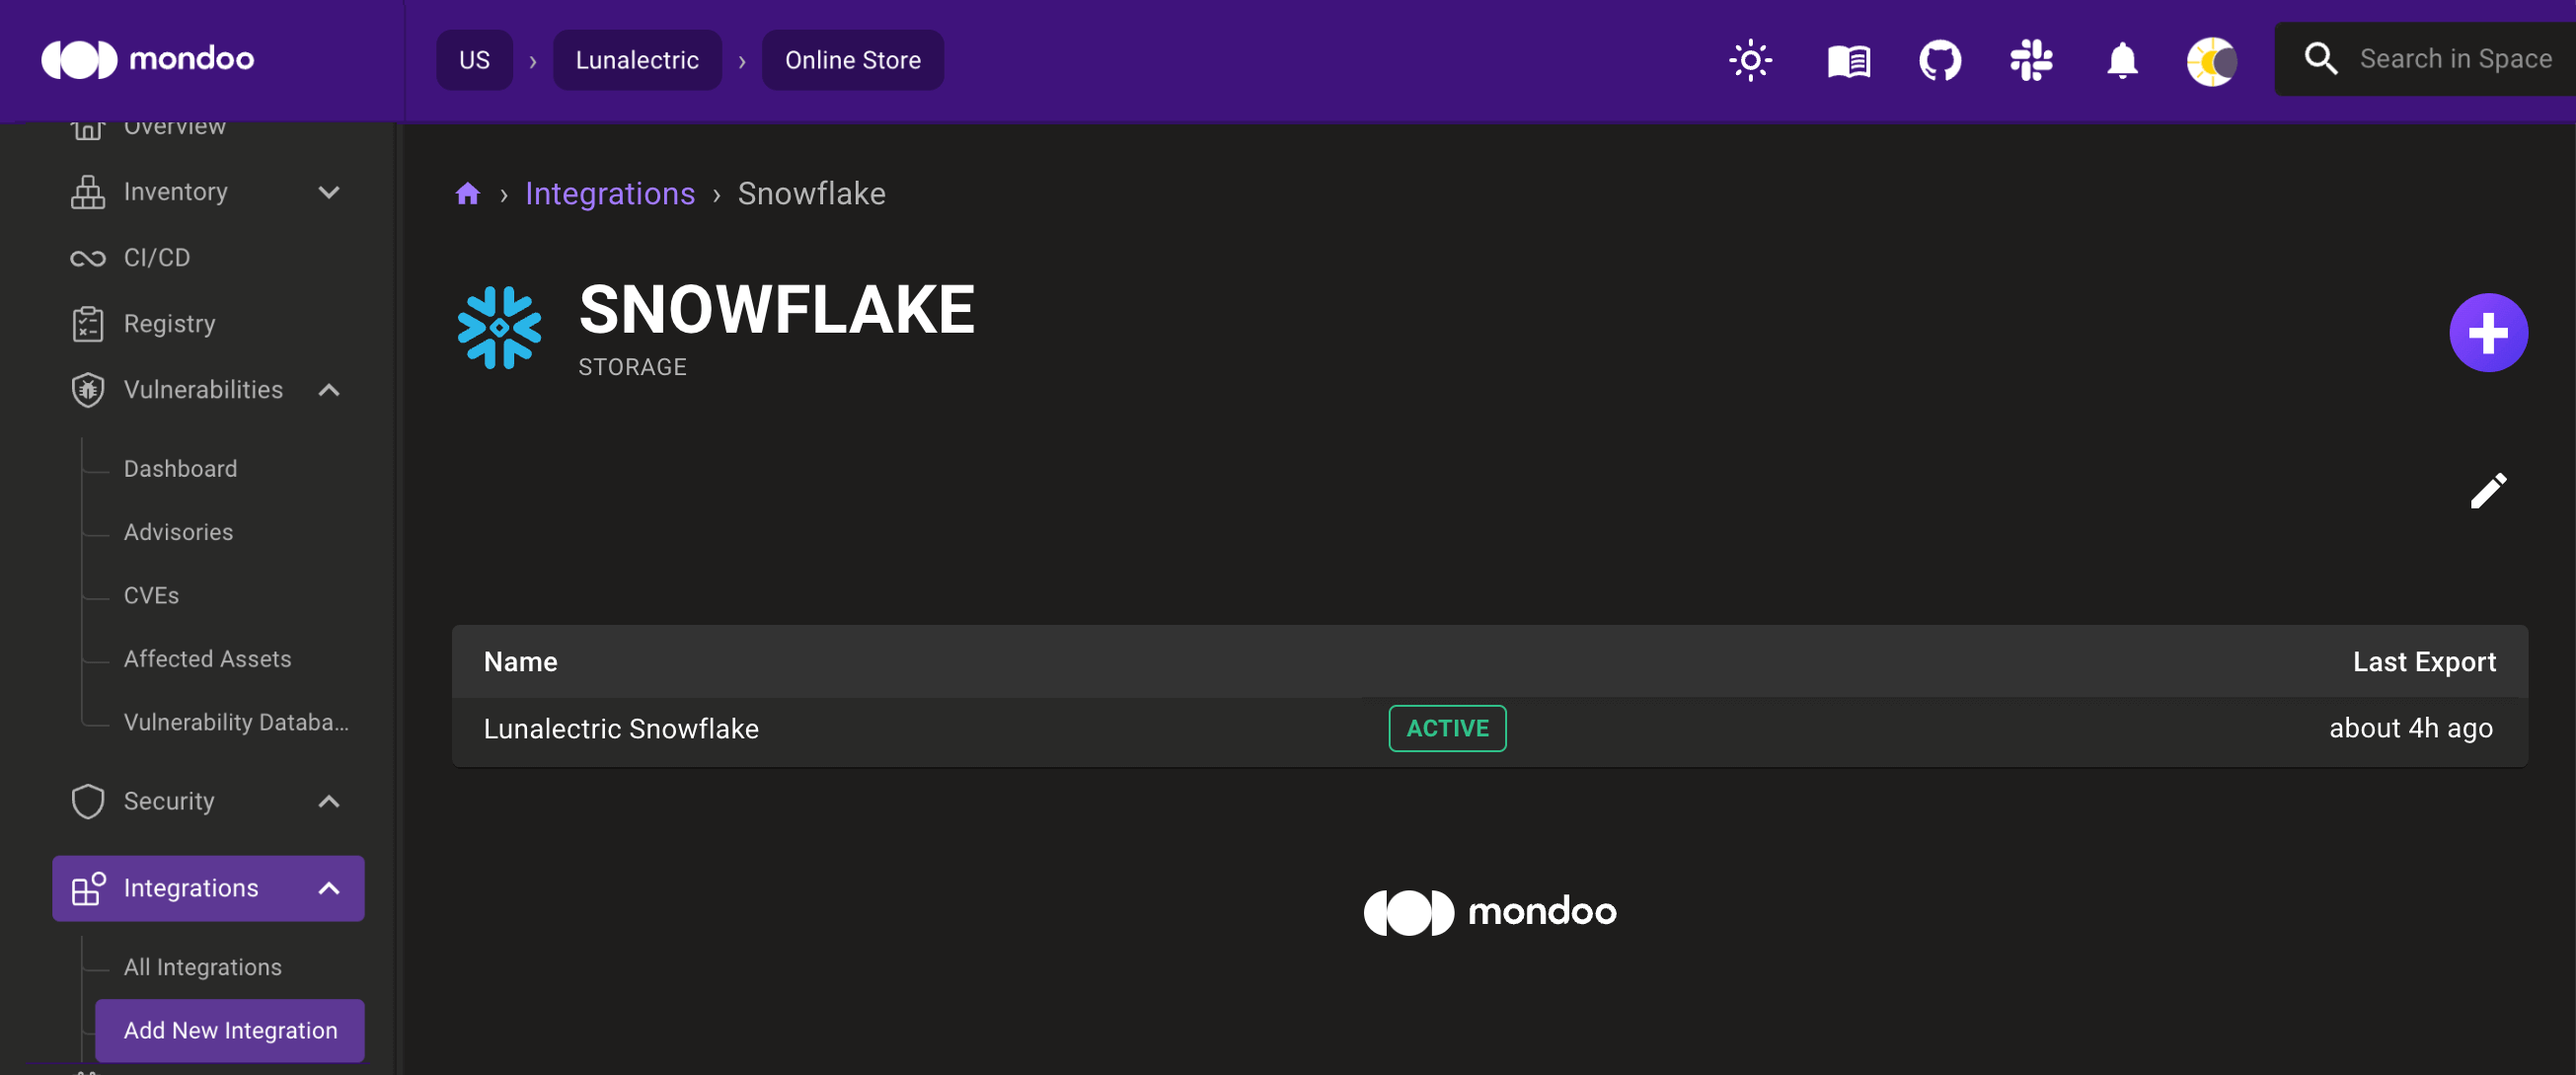 mondoo
US › Lunalectric › Online Store
Search in Space
Overview
Inventory
CI/CD
Registry
Vulnerabilities
Dashboard
Advisories
CVEs
Affected Assets
Vulnerability Databa...
Security
Integrations
All Integrations
Add New Integration
› Integrations › Snowflake
SNOWFLAKE
STORAGE
Name Last Export
Lunalectric Snowflake ACTIVE about 4h ago
mondoo